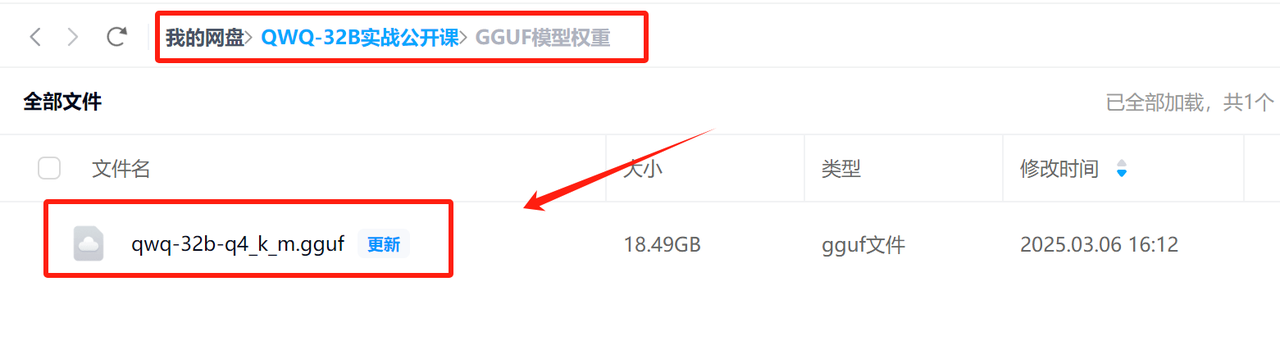 我的网盘> QWQ-32B实战公开课> GGUF模型权重
全部文件 已全部加载，共1个
文件名 大小 类型 修改时间
qwq-32b-q4_k_m.gguf 更新 18.49GB gguf文件 2025.03.06 16:12